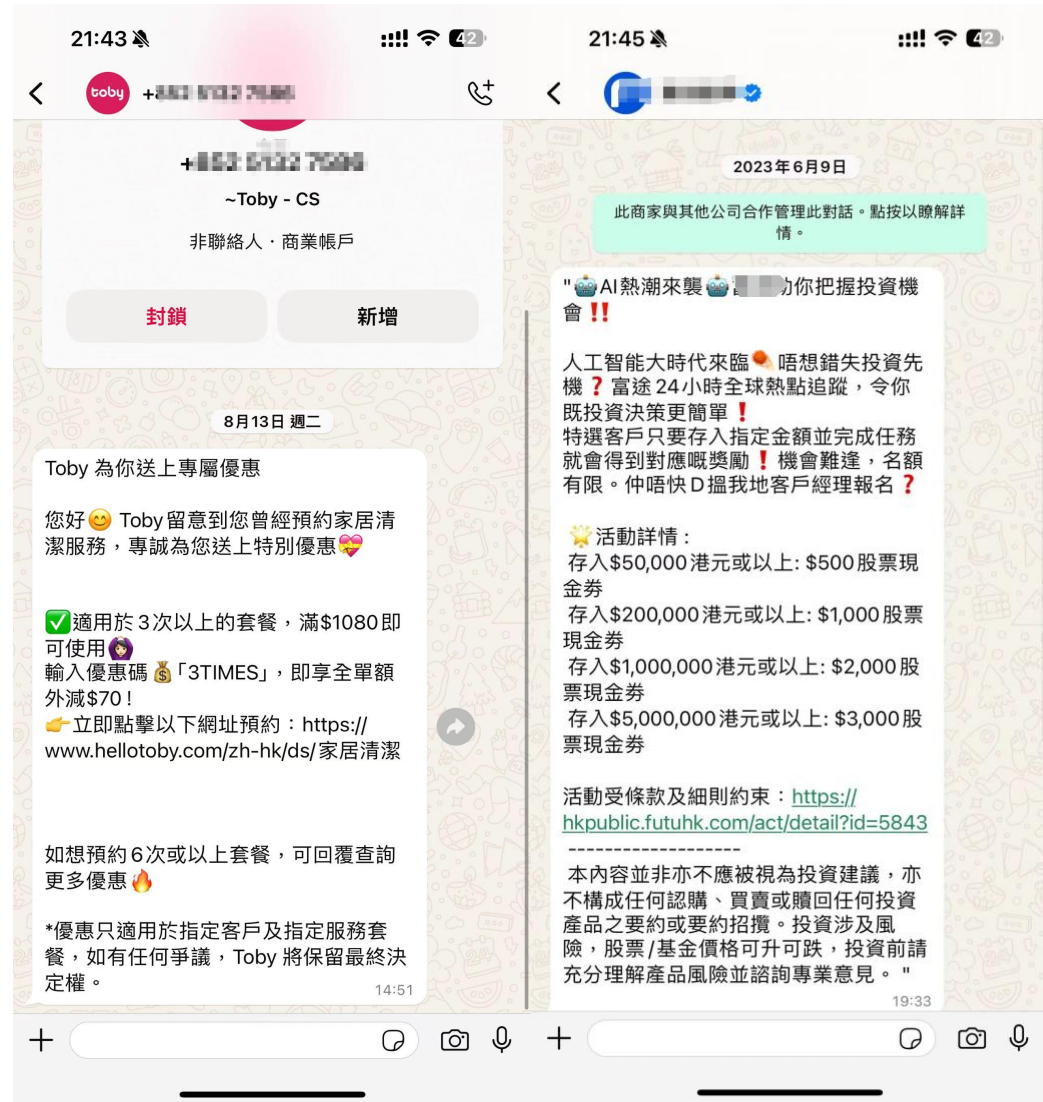 21:43
42
toby
~Toby - CS
非聯絡人·商業帳戶
封鎖
新增
8月13日 週二
Toby 為你送上專屬優惠
您好😊 Toby留意到您曾經預約家居清
潔服務，專誠為您送上特別優惠💝
✅適用於3次以上的套餐，滿$1080即
可使用🙆🏻‍♀️
輸入優惠碼💰「3TIMES」，即享全單額
外減$70！
👉立即點擊以下網址預約：https://
www.hellotoby.com/zh-hk/ds/家居清潔
如想預約6次或以上套餐，可回覆查詢
更多優惠🔥
*優惠只適用於指定客戶及指定服務套
餐，如有任何爭議，Toby 將保留最終決
定權。
14:51
21:45
42
2023年6月9日
此商家與其他公司合作管理此對話。點按以瞭解詳
情。
"🤖AI熱潮來襲🤖助你把握投資機
會‼️
人工智能大時代來臨☄️唔想錯失投資先
機❓富途24小時全球熱點追蹤，令你
既投資決策更簡單❗
特選客戶只要存入指定金額並完成任務
就會得到對應嘅獎勵❗機會難逢，名額
有限。仲唔快D搵我地客戶經理報名❓
🌟活動詳情：
存入$50,000港元或以上: $500股票現
金券
存入$200,000港元或以上: $1,000股票
現金券
存入$1,000,000港元或以上: $2,000股
票現金券
存入$5,000,000港元或以上: $3,000股
票現金券
活動受條款及細則約束：https://
hkpublic.futuhk.com/act/detail?id=5843
-------------------
本內容並非亦不應被視為投資建議，亦
不構成任何認購、買賣或贖回任何投資
產品之要約或要約招攬。投資涉及風
險，股票/基金價格可升可跌，投資前請
充分理解產品風險並諮詢專業意見。 "
19:33